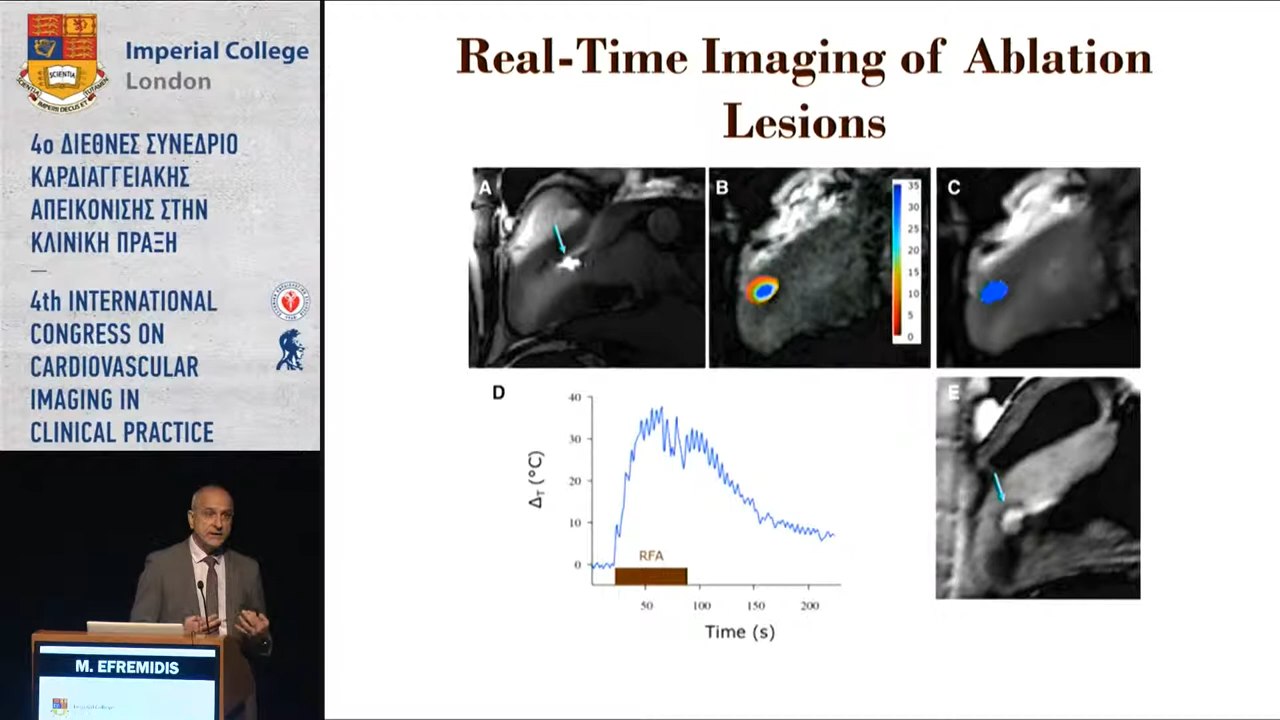 Imperial College
London
SCIENTIA
4ο ΔΙΕΘΝΕΣ ΣΥΝΕΔΡΙΟ
ΚΑΡΔΙΑΓΓΕΙΑΚΗΣ
ΑΠΕΙΚΟΝΙΣΗΣ ΣΤΗΝ
ΚΛΙΝΙΚΗ ΠΡΑΞΗ
4th INTERNATIONAL
CONGRESS ON
CARDIOVASCULAR
IMAGING IN
CLINICAL PRACTICE
M. EFREMIDIS
Real-Time Imaging of Ablation
Lesions
A
B
35
30
25
20
15
10
5
0
C
D
40
30
20
10
0
ΔT (°C)
RFA
50 100 150 200
Time (s)
E